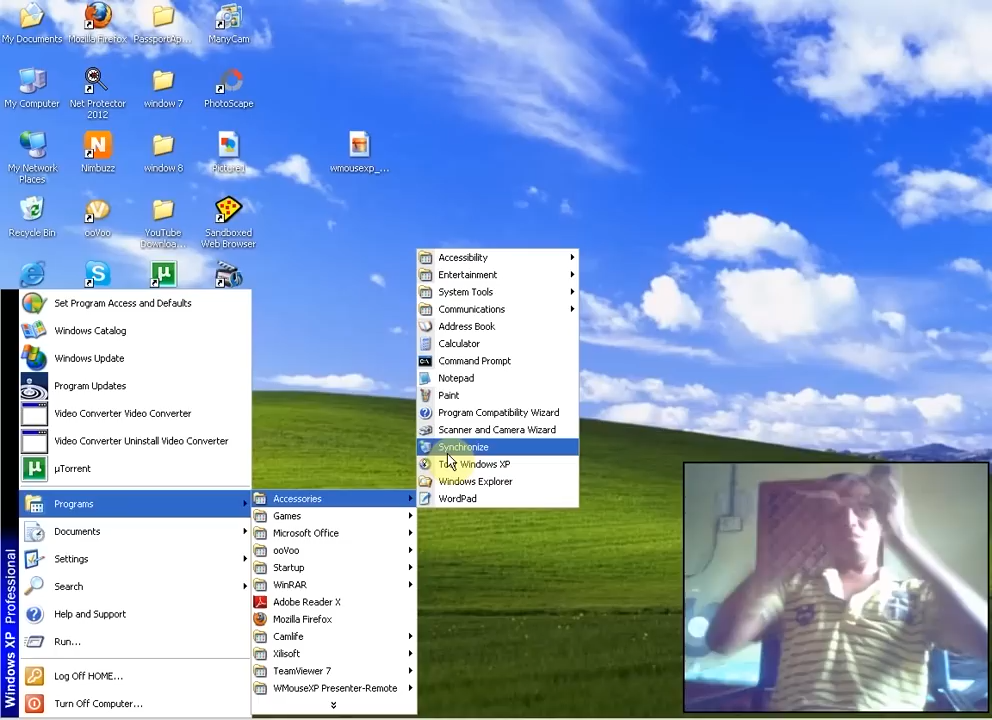 My Documents
Mozilla Firefox
PassportAp...
ManyCam
My Computer
Net Protector
2012
window 7
PhotoScape
My Network
Places
Nimbuzz
window 8
Picture1
wmousexp_...
Recycle Bin
ooVoo
YouTube
Downloa...
Sandboxed
Web Browser
Set Program Access and Defaults
Windows Catalog
Windows Update
Program Updates
Video Converter Video Converter
Video Converter Uninstall Video Converter
µTorrent
Programs
Documents
Settings
Search
Help and Support
Run...
Log Off HOME...
Turn Off Computer...
Windows XP Professional
Accessories
Games
Microsoft Office
ooVoo
Startup
WinRAR
Adobe Reader X
Mozilla Firefox
Camlife
Xilisoft
TeamViewer 7
WMouseXP Presenter-Remote
Accessibility
Entertainment
System Tools
Communications
Address Book
Calculator
Command Prompt
Notepad
Paint
Program Compatibility Wizard
Scanner and Camera Wizard
Synchronize
Tour Windows XP
Windows Explorer
WordPad